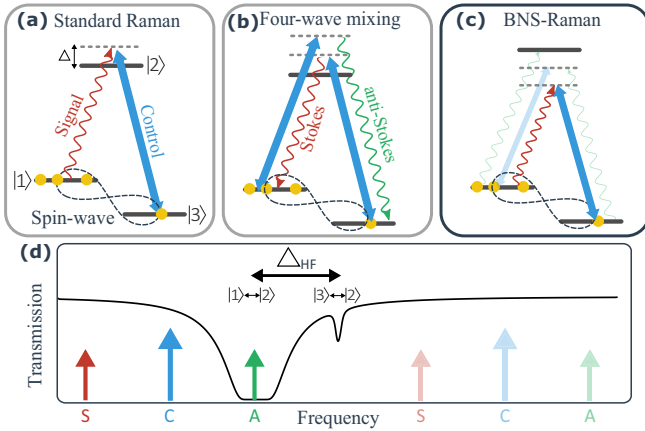 (a) Standard Raman
Δ
|2⟩
Signal
Control
|1⟩
Spin-wave
|3⟩
(b) Four-wave mixing
Stokes
anti-Stokes
(c) BNS-Raman
(d)
Transmission
Δ_HF
|1⟩↔|2⟩ |3⟩↔|2⟩
S C A S C A
Frequency